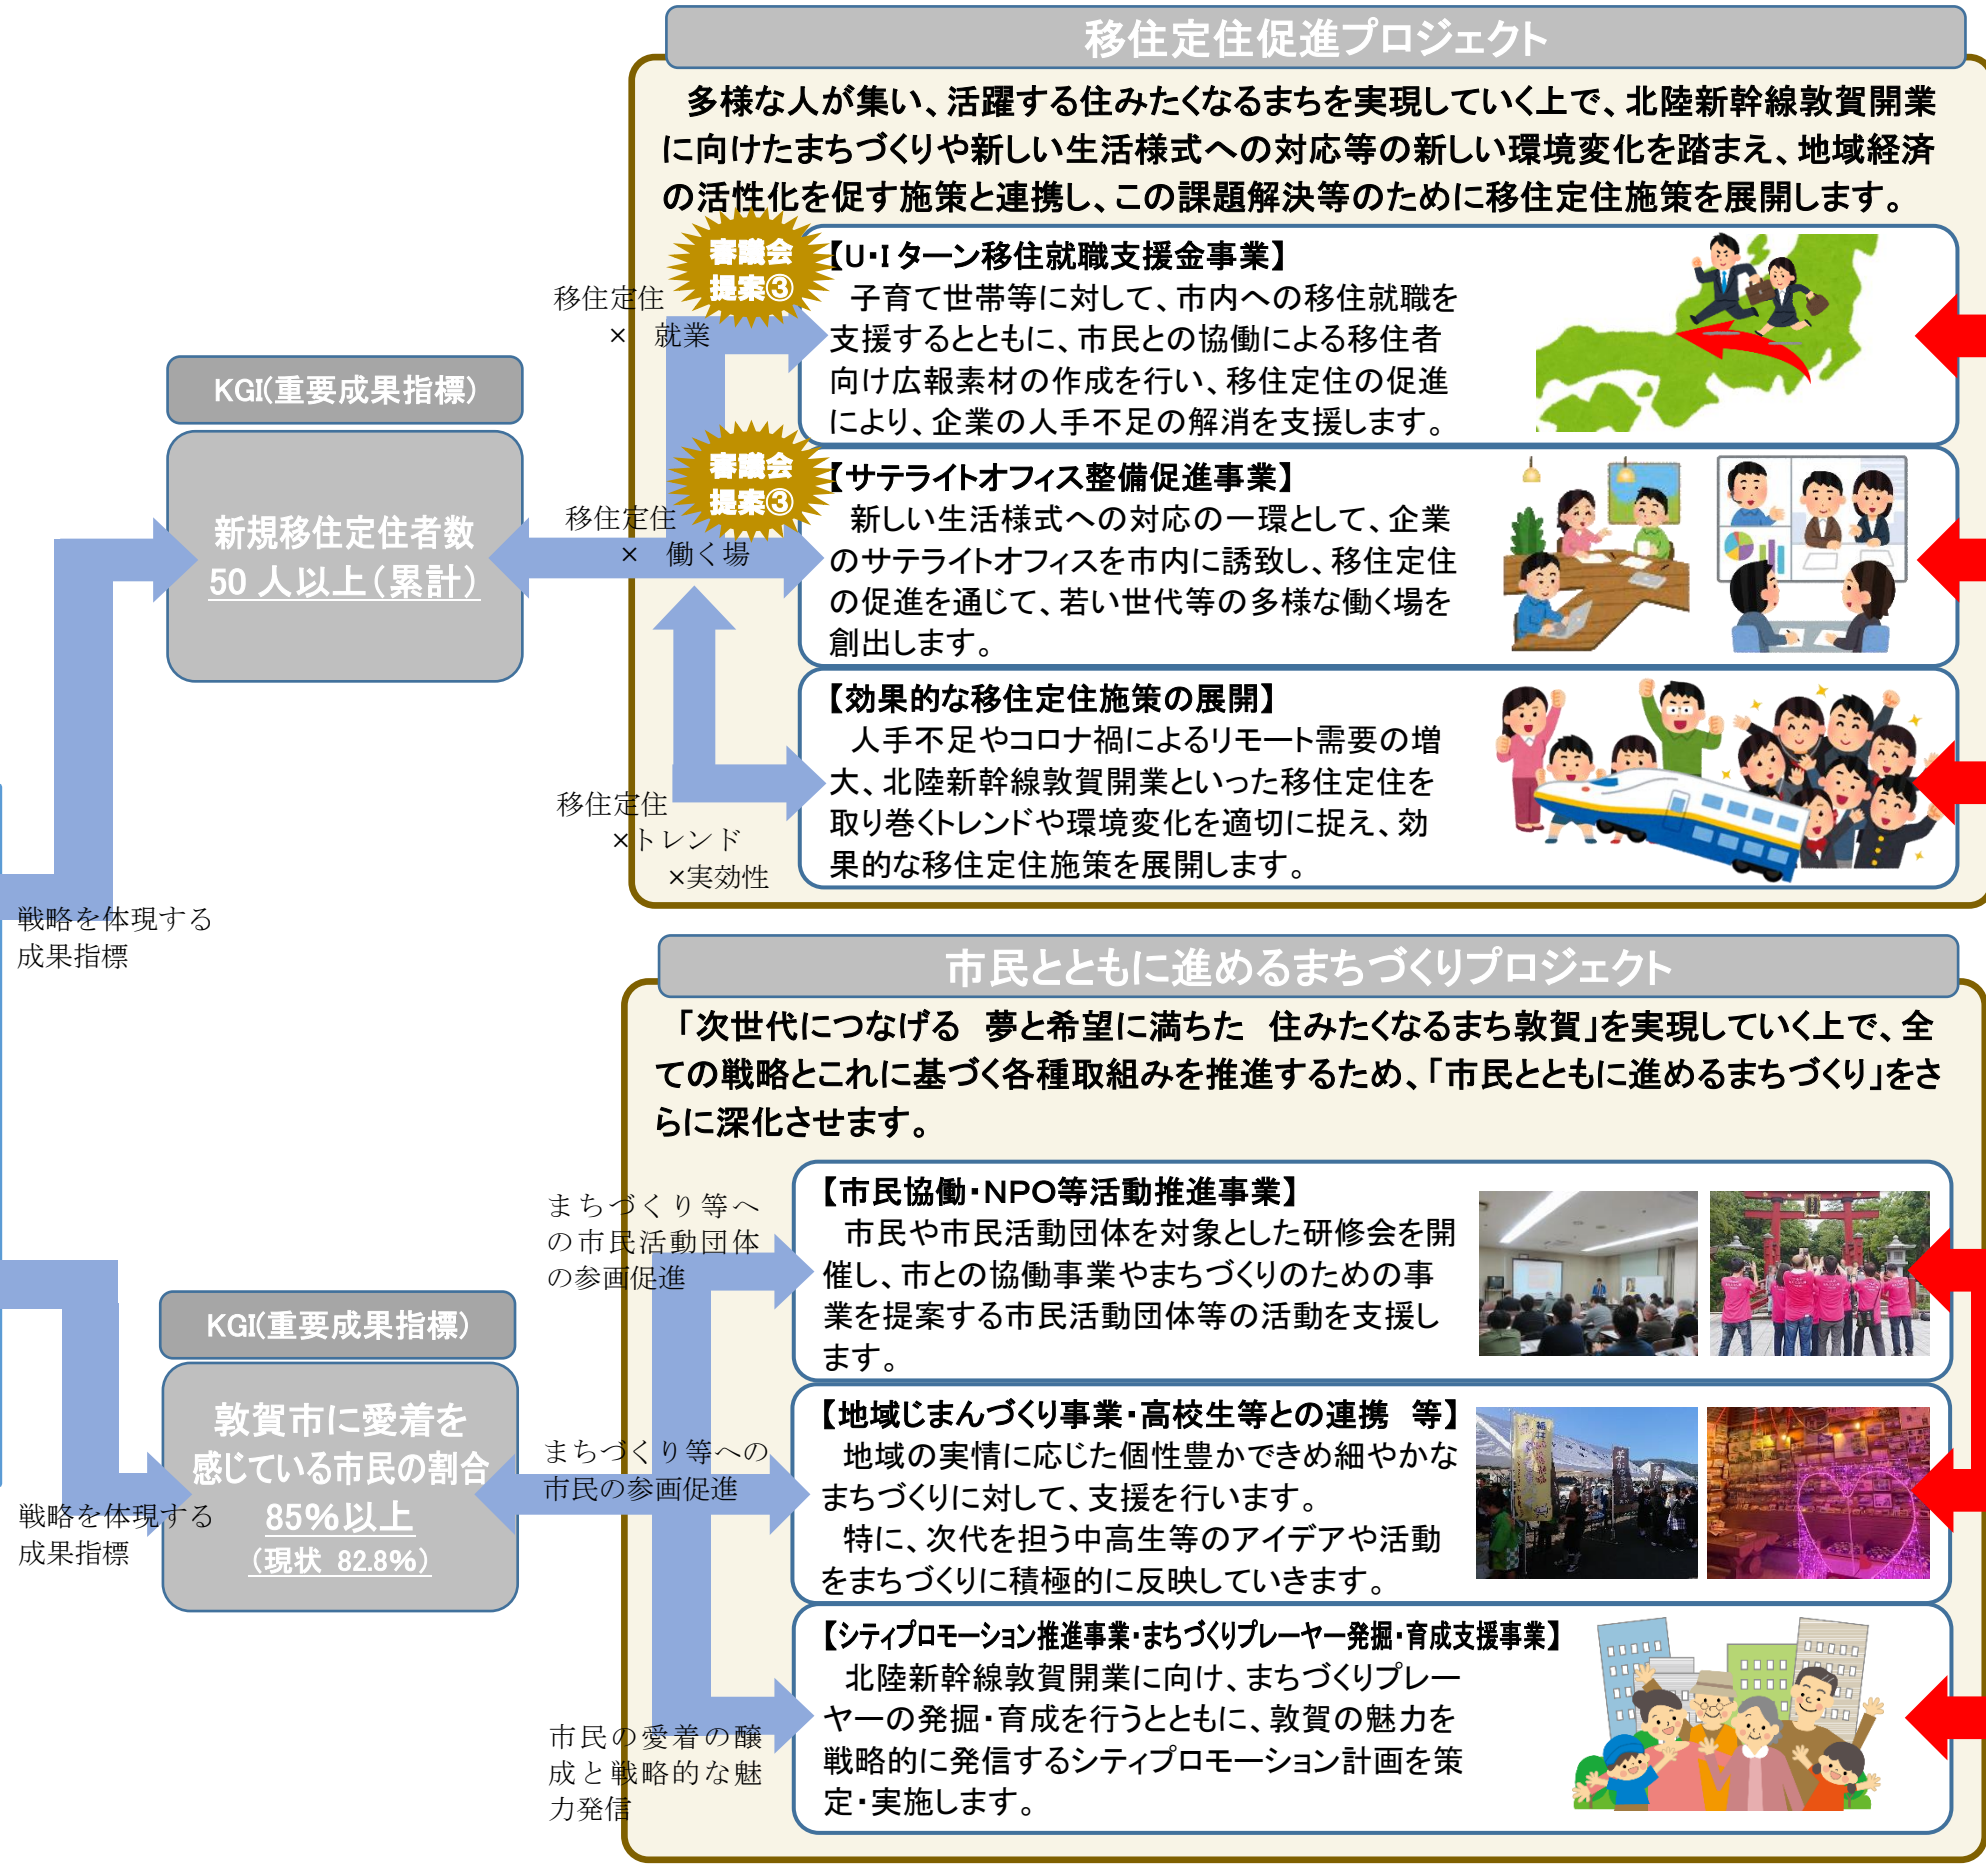 移住定住促進プロジェクト
多様な人が集い、活躍する住みたくなるまちを実現していく上で、北陸新幹線敦賀開業
に向けたまちづくりや新しい生活様式への対応等の新しい環境変化を踏まえ、地域経済
の活性化を促す施策と連携し、この課題解決等のために移住定住施策を展開します。
審議会
提案③
移住定住
× 就業
【U・Iターン移住就職支援金事業】
子育て世帯等に対して、市内への移住就職を
支援するとともに、市民との協働による移住者
向け広報素材の作成を行い、移住定住の促進
により、企業の人手不足の解消を支援します。
KGI(重要成果指標)
新規移住定住者数
50 人以上（累計）
審議会
提案③
移住定住
× 働く場
【サテライトオフィス整備促進事業】
新しい生活様式への対応の一環として、企業
のサテライトオフィスを市内に誘致し、移住定住
の促進を通じて、若い世代等の多様な働く場を
創出します。
移住定住
×トレンド
×実効性
【効果的な移住定住施策の展開】
人手不足やコロナ禍によるリモート需要の増
大、北陸新幹線敦賀開業といった移住定住を
取り巻くトレンドや環境変化を適切に捉え、効
果的な移住定住施策を展開します。
戦略を体現する
成果指標
市民とともに進めるまちづくりプロジェクト
「次世代につなげる 夢と希望に満ちた 住みたくなるまち敦賀」を実現していく上で、全
ての戦略とこれに基づく各種取組みを推進するため、「市民とともに進めるまちづくり」をさ
らに深化させます。
まちづくり等へ
の市民活動団体
の参画促進
【市民協働・NPO等活動推進事業】
市民や市民活動団体を対象とした研修会を開
催し、市との協働事業やまちづくりのための事
業を提案する市民活動団体等の活動を支援し
ます。
KGI(重要成果指標)
敦賀市に愛着を
感じている市民の割合
85%以上
（現状 82.8%）
戦略を体現する
成果指標
まちづくり等への
市民の参画促進
【地域じまんづくり事業・高校生等との連携 等】
地域の実情に応じた個性豊かできめ細やかな
まちづくりに対して、支援を行います。
特に、次代を担う中高生等のアイデアや活動
をまちづくりに積極的に反映していきます。
市民の愛着の醸
成と戦略的な魅
力発信
【シティプロモーション推進事業・まちづくりプレーヤー発掘・育成支援事業】
北陸新幹線敦賀開業に向け、まちづくりプレー
ヤーの発掘・育成を行うとともに、敦賀の魅力を
戦略的に発信するシティプロモーション計画を策
定・実施します。